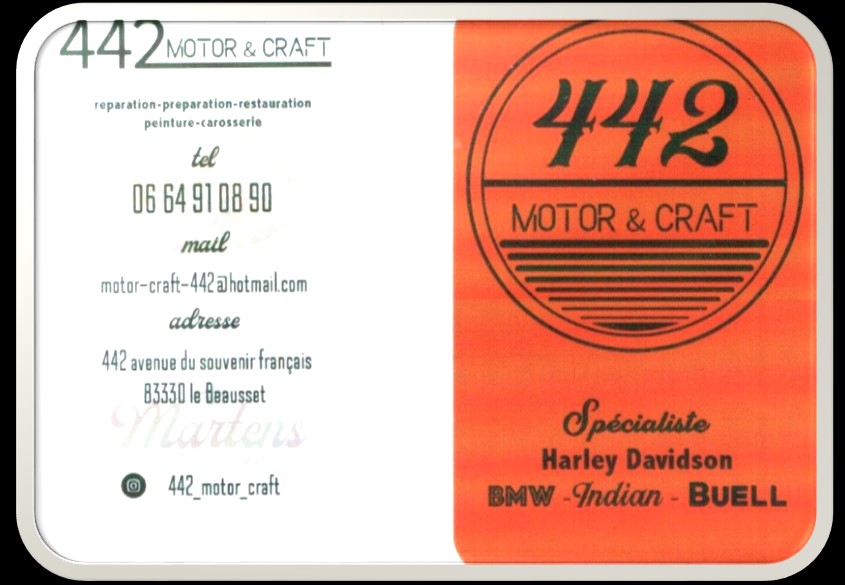 442 MOTOR & CRAFT
reparation-preparation-restauration
peinture-carosserie
tel
06 64 91 08 90
mail
motor-craft-442@hotmail.com
adresse
442 avenue du souvenir français
83330 le Beausset
Martens
442_motor_craft
442
MOTOR & CRAFT
Spécialiste
Harley Davidson
BMW - Indian - BUELL